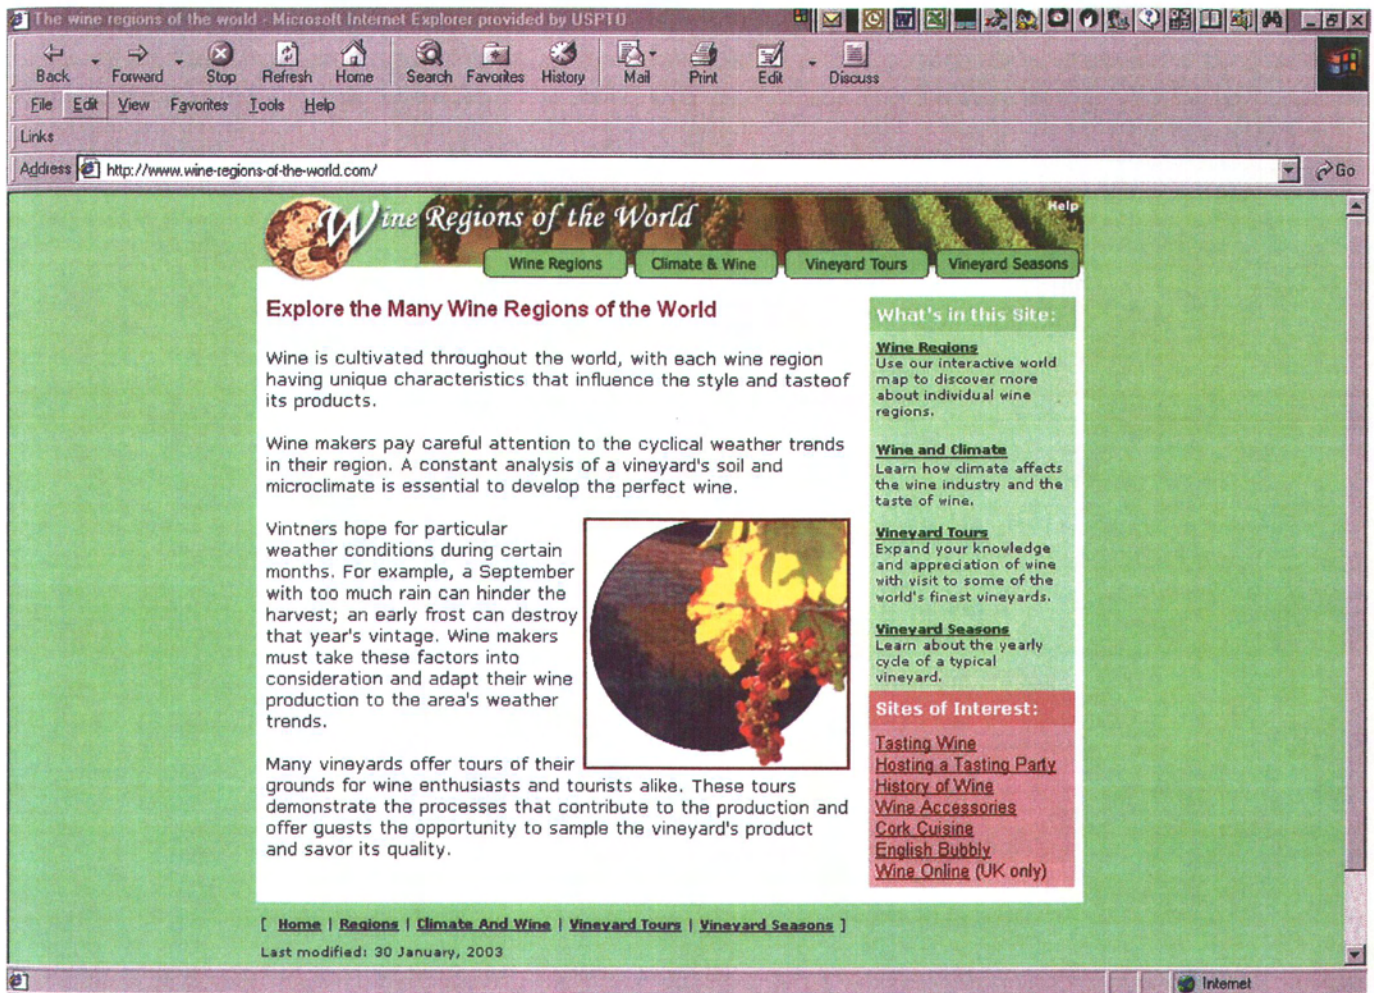 The wine regions of the world - Microsoft Internet Explorer provided by USPTO
Back Forward Stop Refresh Home Search Favorites History Mail Print Edit Discuss
File Edit View Favorites Tools Help
Links
Address http://www.wine-regions-of-the-world.com/ Go
Wine Regions of the World
Help
Wine Regions Climate & Wine Vineyard Tours Vineyard Seasons
Explore the Many Wine Regions of the World
Wine is cultivated throughout the world, with each wine region
having unique characteristics that influence the style and tasteof
its products.
Wine makers pay careful attention to the cyclical weather trends
in their region. A constant analysis of a vineyard's soil and
microclimate is essential to develop the perfect wine.
Vintners hope for particular
weather conditions during certain
months. For example, a September
with too much rain can hinder the
harvest; an early frost can destroy
that year's vintage. Wine makers
must take these factors into
consideration and adapt their wine
production to the area's weather
trends.
Many vineyards offer tours of their
grounds for wine enthusiasts and tourists alike. These tours
demonstrate the processes that contribute to the production and
offer guests the opportunity to sample the vineyard's product
and savor its quality.
What's in this Site:
Wine Regions
Use our interactive world
map to discover more
about individual wine
regions.
Wine and Climate
Learn how climate affects
the wine industry and the
taste of wine.
Vineyard Tours
Expand your knowledge
and appreciation of wine
with visit to some of the
world's finest vineyards.
Vineyard Seasons
Learn about the yearly
cycle of a typical
vineyard.
Sites of Interest:
Tasting Wine
Hosting a Tasting Party
History of Wine
Wine Accessories
Cork Cuisine
English Bubbly
Wine Online (UK only)
[ Home | Regions | Climate And Wine | Vineyard Tours | Vineyard Seasons ]
Last modified: 30 January, 2003
Internet